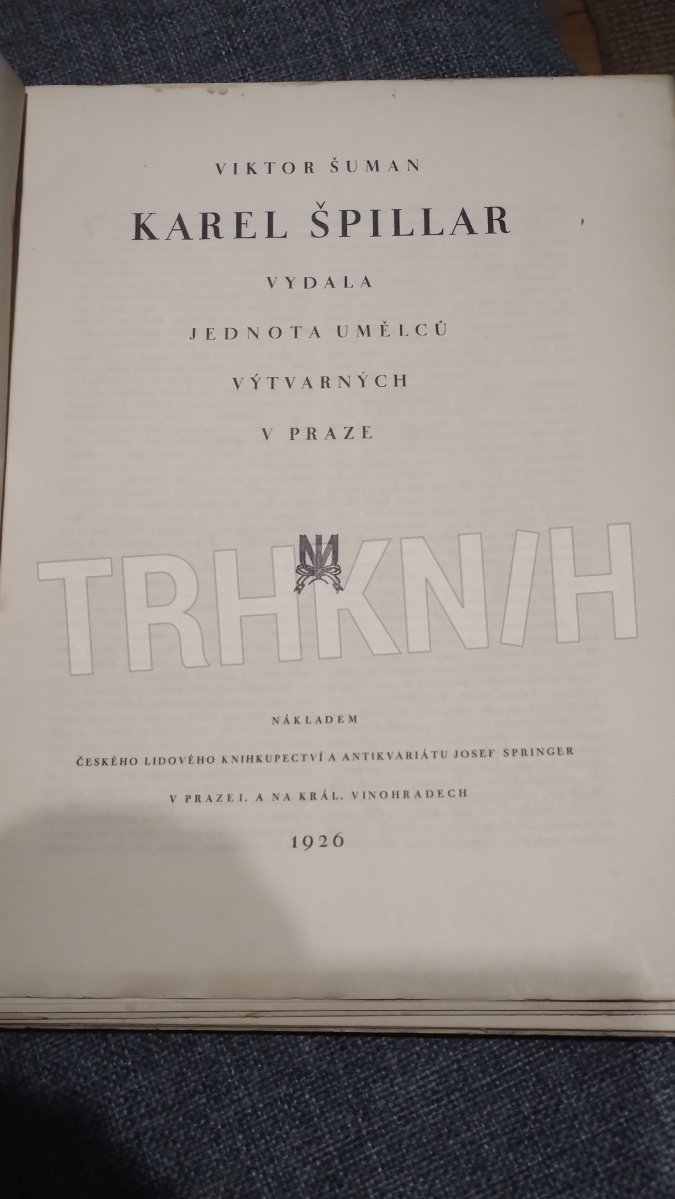 VIKTOR ŠUMAN
KAREL ŠPILLAR
VYDALA
JEDNOTA UMĚLCŮ
VÝTVARNÝCH
V PRAZE
TRHKNIH
NÁKLADEM
ČESKÉHO LIDOVÉHO KNIHKUPECTVÍ A ANTIKVARIÁTU JOSEF SPRINGER
V PRAZE I. A NA KRÁL. VINOHRADECH
1926